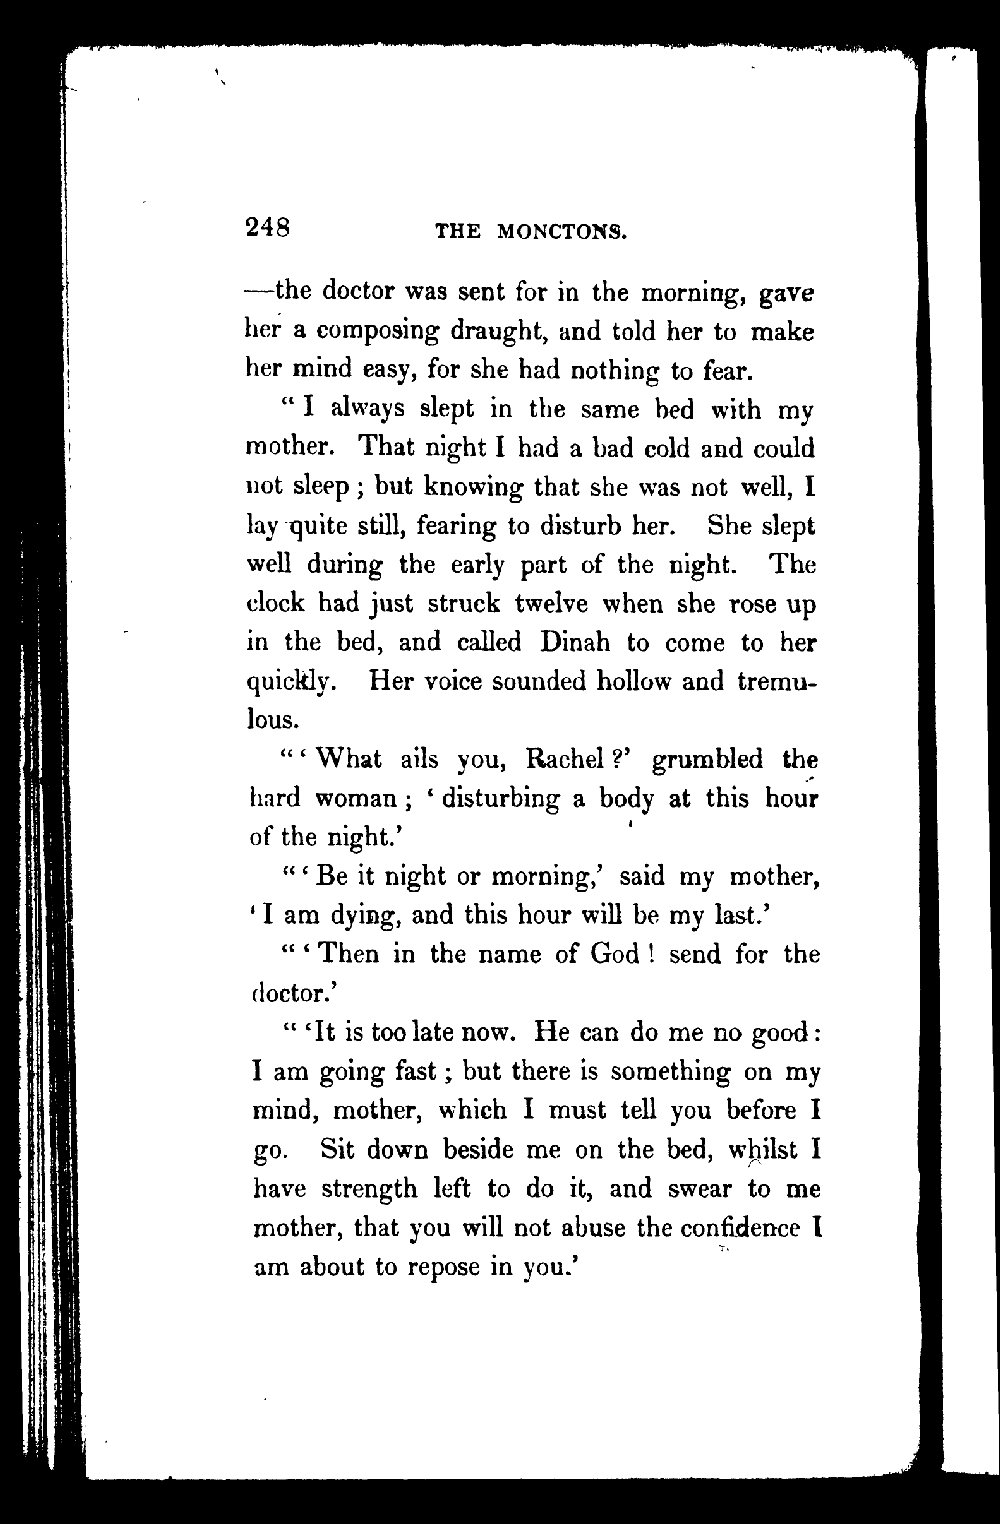 248 THE MONCTONS.
—the doctor was sent for in the morning, gave
her a composing draught, and told her to make
her mind easy, for she had nothing to fear.
“ I always slept in the same bed with my
mother. That night I had a bad cold and could
not sleep ; but knowing that she was not well, I
lay quite still, fearing to disturb her. She slept
well during the early part of the night. The
clock had just struck twelve when she rose up
in the bed, and called Dinah to come to her
quickly. Her voice sounded hollow and tremu-
lous.
“ ‘ What ails you, Rachel ?’ grumbled the
hard woman ; ‘ disturbing a body at this hour
of the night.’
“ ‘ Be it night or morning,’ said my mother,
‘ I am dying, and this hour will be my last.’
“ ‘ Then in the name of God ! send for the
doctor.’
“ ‘It is too late now. He can do me no good :
I am going fast ; but there is something on my
mind, mother, which I must tell you before I
go. Sit down beside me on the bed, whilst I
have strength left to do it, and swear to me
mother, that you will not abuse the confidence I
am about to repose in you.’